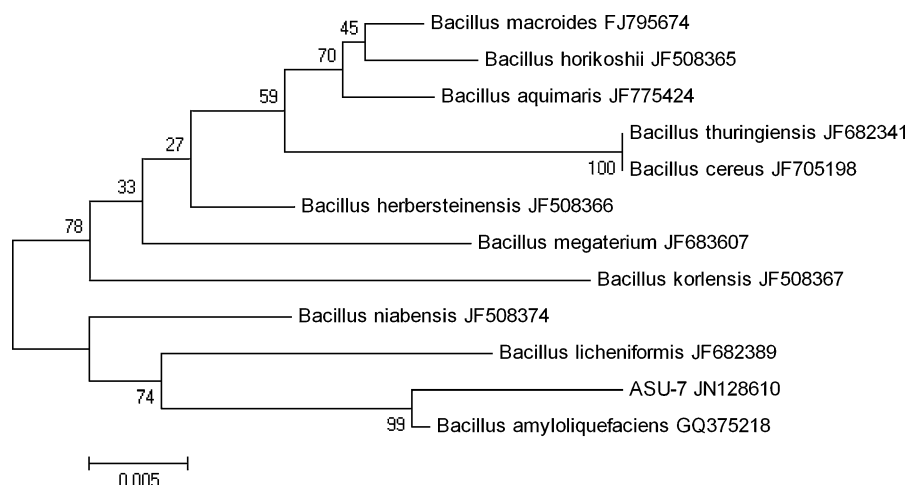 Bacillus macroides FJ795674
45
Bacillus horikoshii JF508365
70
Bacillus aquimaris JF775424
59
Bacillus thuringiensis JF682341
27
100 Bacillus cereus JF705198
33
Bacillus herbersteinensis JF508366
78
Bacillus megaterium JF683607
Bacillus korlensis JF508367
Bacillus niabensis JF508374
Bacillus licheniformis JF682389
74
ASU-7 JN128610
99
Bacillus amyloliquefaciens GQ375218
0.005